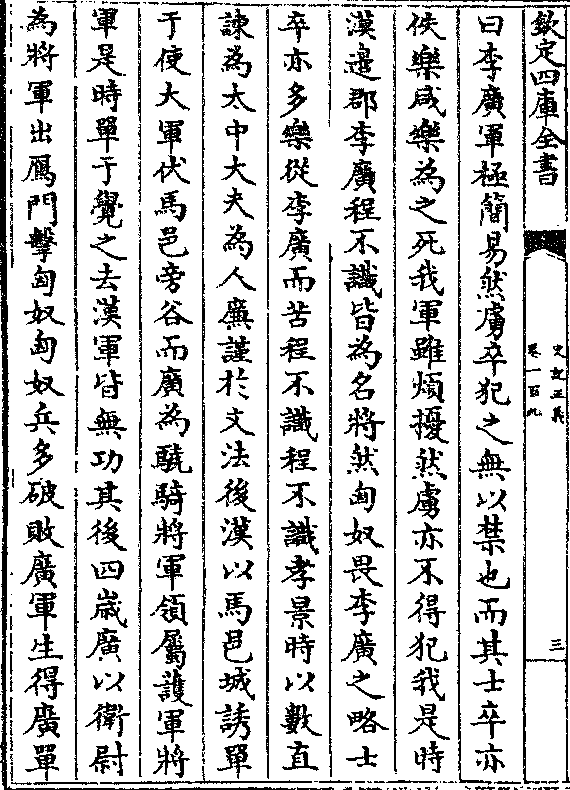 欽定四庫全書
史記正義
卷一百九
三
曰李廣軍極簡易然虜卒犯之無以禁也而其士卒亦
佚樂咸樂為之死我軍雖煩擾然虜亦不得犯我是時
漢邊郡李廣程不識皆為名將然匈奴畏李廣之略士
卒亦多樂從李廣而苦程不識程不識孝景時以數直
諫為太中大夫為人廉謹於文法後漢以馬邑城誘單
于使大軍伏馬邑旁谷而廣為驍騎將軍領屬護軍將
軍是時單于覺之去漢軍皆無功其後四歲廣以衛尉
為將軍出鴈門擊匈奴匈奴兵多破敗廣軍生得廣單